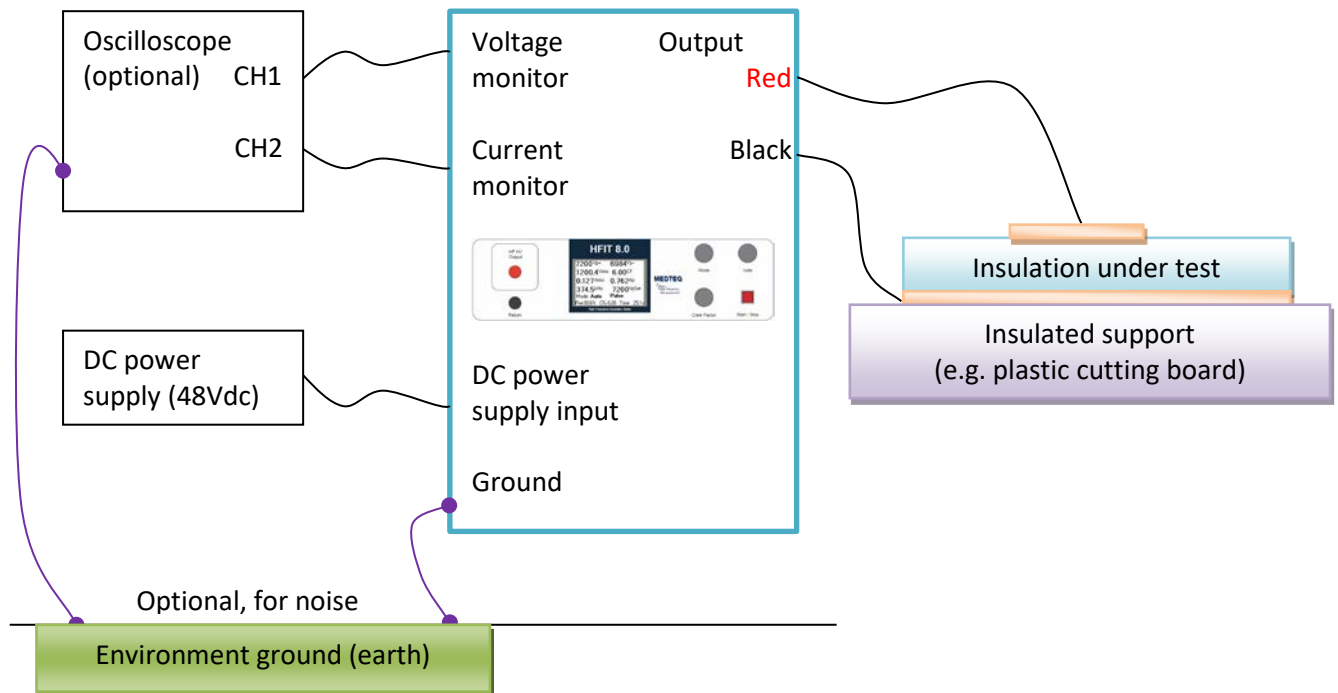 Oscilloscope
(optional)
CH1
CH2
Voltage
monitor
Output
Red
Current
monitor
Black
HFIT 8.0
MEDTEQ
DC power
supply (48Vdc)
DC power
supply input
Ground
Insulation under test
Insulated support
(e.g. plastic cutting board)
Optional, for noise
Environment ground (earth)